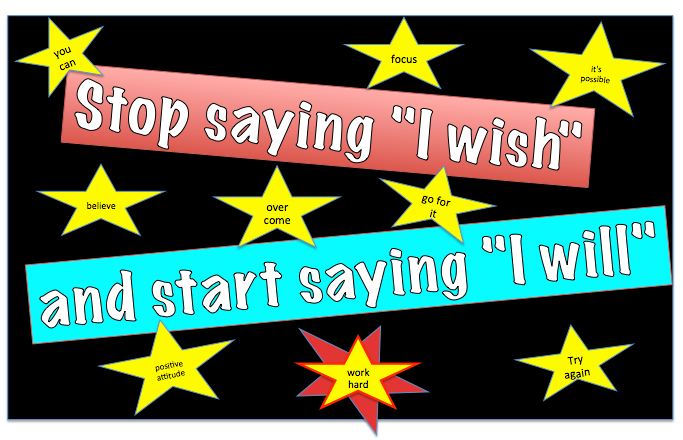 you
can
focus
it's
possible
Stop saying "I wish"
believe
over
come
go for
it
and start saying "I will"
positive
attitude
work
hard
Try
again